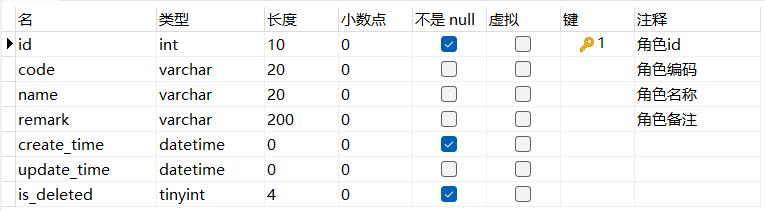 名 类型 长度 小数点 不是 null 虚拟 键 注释
id int 10 0 1 角色id
code varchar 20 0 角色编码
name varchar 20 0 角色名称
remark varchar 200 0 角色备注
create_time datetime 0 0
update_time datetime 0 0
is_deleted tinyint 4 0